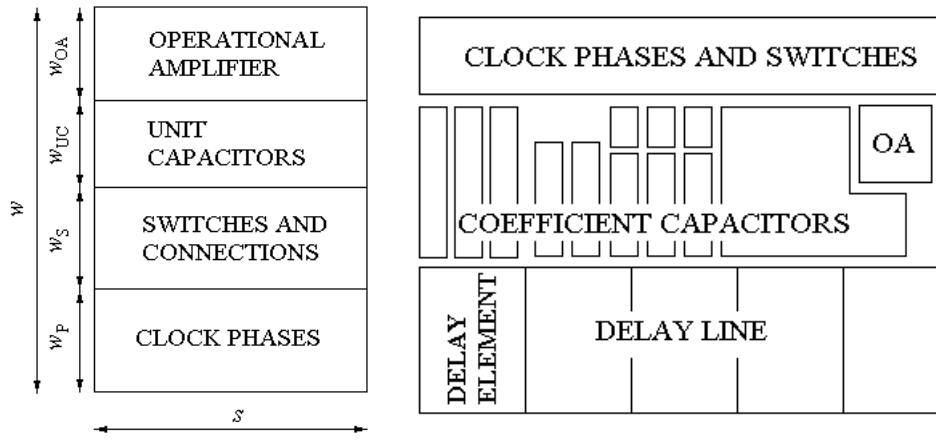 w
w_OA
OPERATIONAL
AMPLIFIER
w_UC
UNIT
CAPACITORS
w_S
SWITCHES AND
CONNECTIONS
w_P
CLOCK PHASES
s
CLOCK PHASES AND SWITCHES
OA
COEFFICIENT CAPACITORS
DELAY
ELEMENT
DELAY LINE